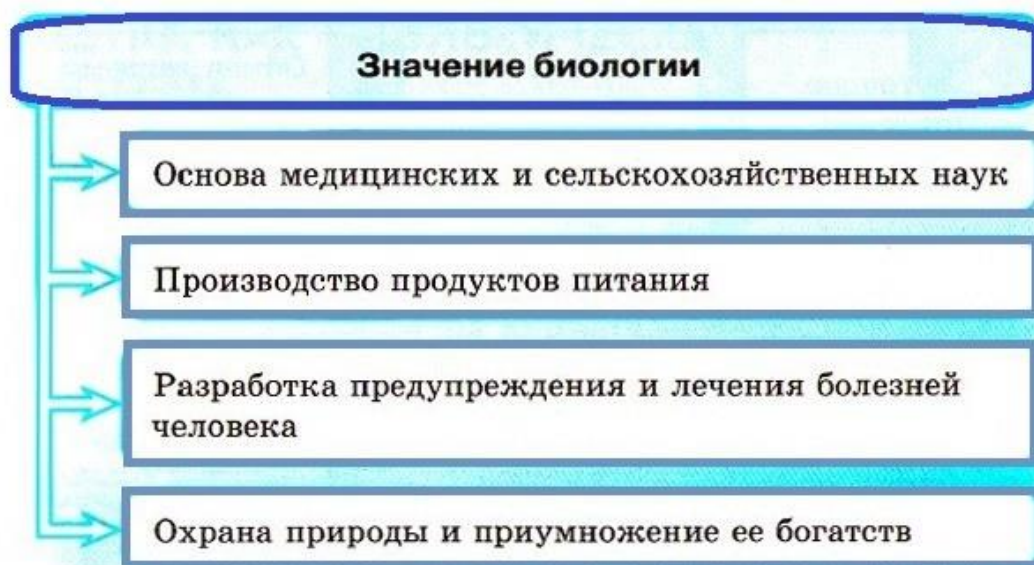 Значение биологии
Основа медицинских и сельскохозяйственных наук
Производство продуктов питания
Разработка предупреждения и лечения болезней
человека
Охрана природы и приумножение ее богатств